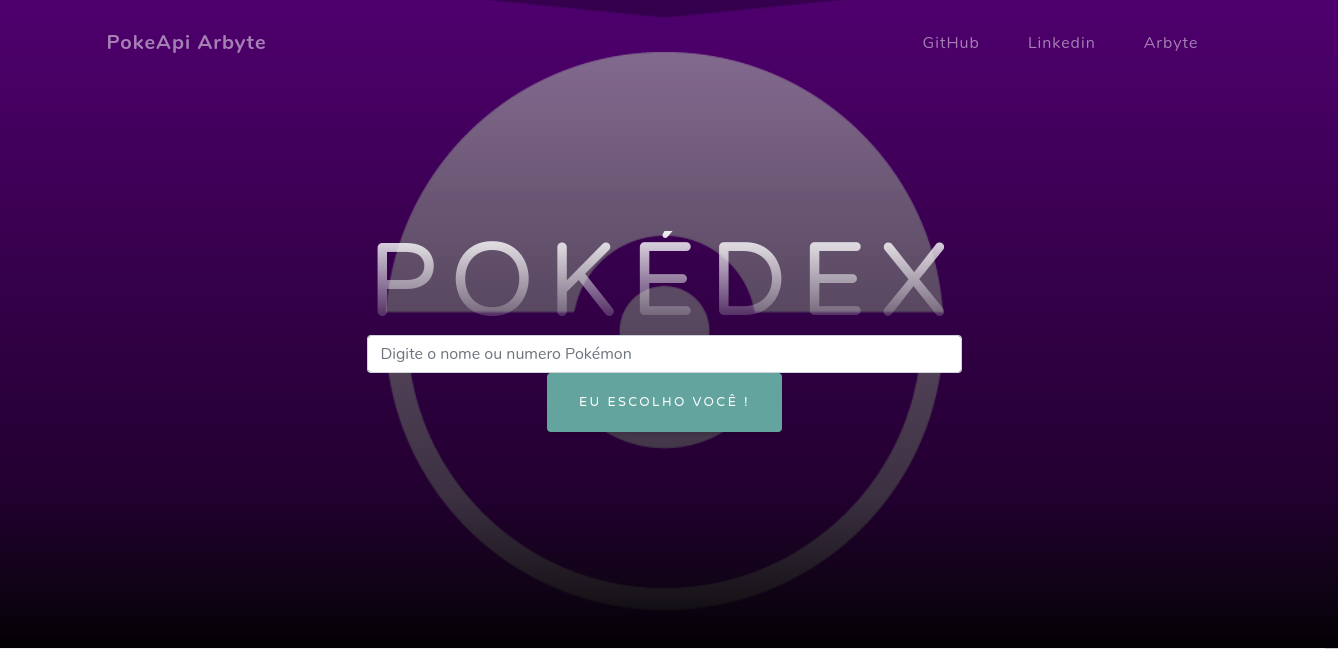 PokeApi Arbyte
GitHub Linkedin Arbyte
POKÉDEX
Digite o nome ou numero Pokémon
EU ESCOLHO VOCÊ !